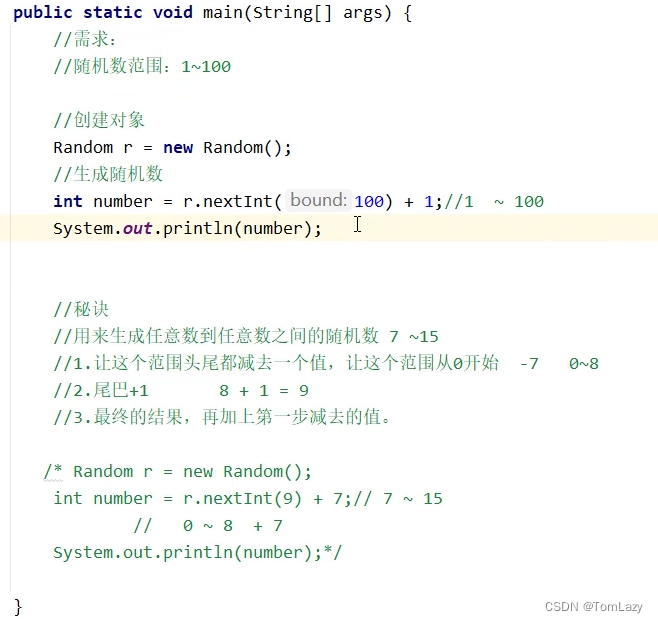 public static void main(String[] args) {
//需求：
//随机数范围：1~100
//创建对象
Random r = new Random();
//生成随机数
int number = r.nextInt( bound: 100) + 1;//1  ~ 100
System.out.println(number);
//秘诀
//用来生成任意数到任意数之间的随机数 7 ~15
//1.让这个范围头尾都减去一个值，让这个范围从0开始  -7   0~8
//2.尾巴+1       8 + 1 = 9
//3.最终的结果，再加上第一步减去的值。
/* Random r = new Random();
int number = r.nextInt(9) + 7;// 7 ~ 15
//   0 ~ 8  + 7
System.out.println(number);*/
}
CSDN @TomLazy